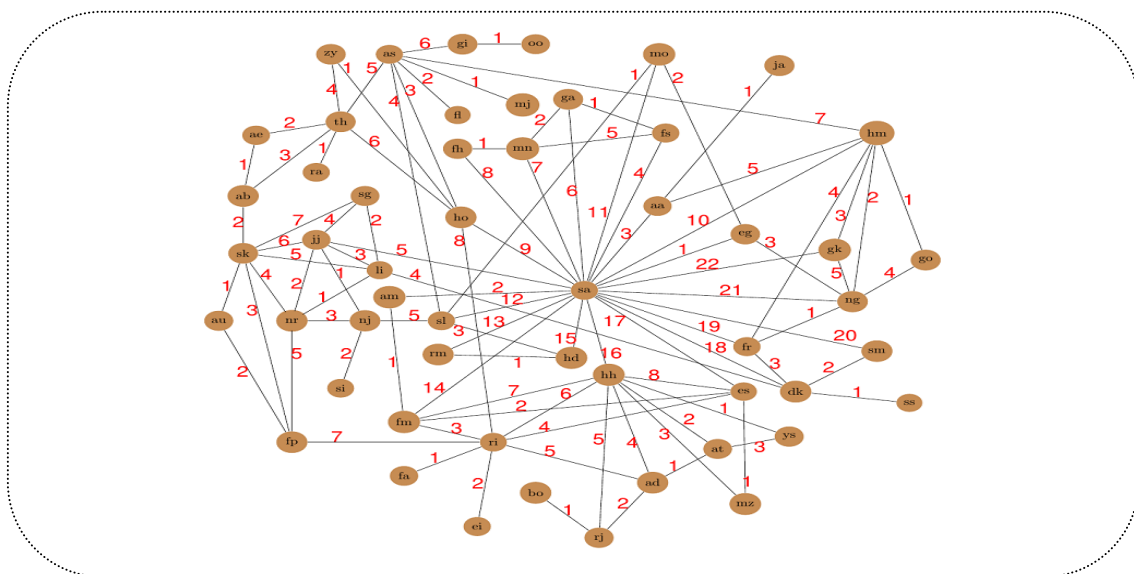 zy as 6 gi 1 oo mo ja
1 5 1 2
4 4 3 2 1 ga 1 1
fl mj 7
ae 2 th 2 5 fs hm
1 3 1 6 fh 1 mn 7
ra 8 6 4 5
ab sg 11 aa 4 3 2 1
2 7 4 2 ho 10
sk 6 jj 5 8 9 3 1 eg 3 gk go
5 3 li 4 22 5 4
1 4 2 1 1 am 2 sa 21 ng
3 12 1
au nr 3 nj 5 sl 3 13 17 19 20
rm 1 15 hd 16 18 fr sm
2 5 2 1 3 2
si 14 7 hh 8 es dk 1 ss
fm 2 6 1
fp 7 3 4 5 4 3 2 ys
ri at 3
fa 1 5 1
2 ad 1
bo 2 mz
1
ei rj